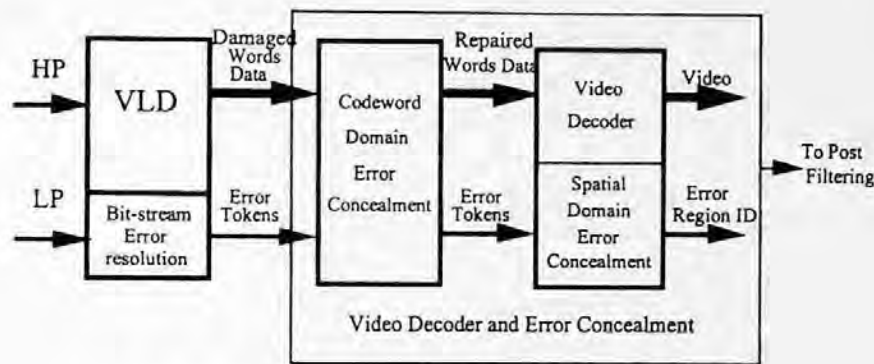 HP
LP
VLD
Bit-stream
Error
resolution
Damaged
Words
Data
Error
Tokens
Codeword
Domain
Error
Concealment
Repaired
Words Data
Error
Tokens
Video
Decoder
Spatial
Domain
Error
Concealment
Video
Error
Region ID
To Post
Filtering
Video Decoder and Error Concealment